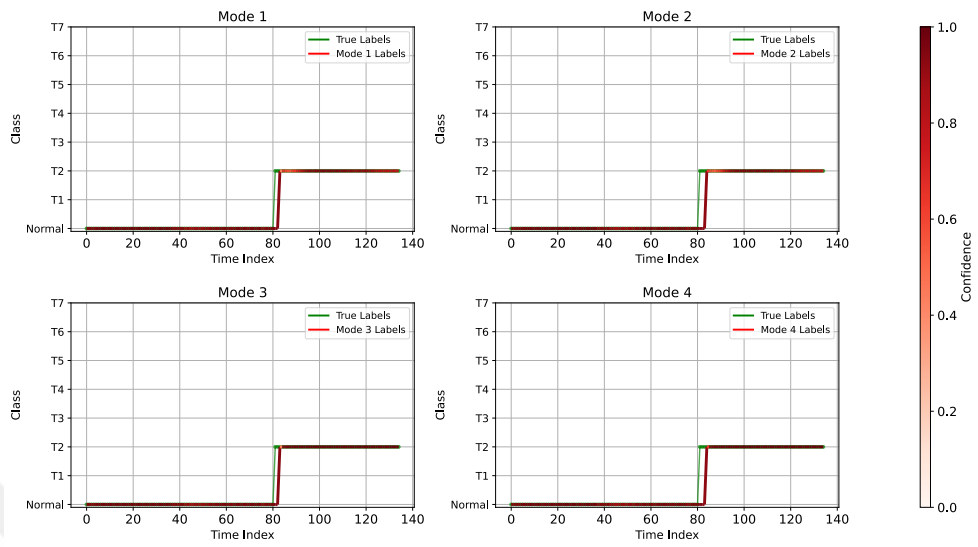 Mode 1
T7
T6
T5
T4
T3
T2
T1
Normal
Class
0 20 40 60 80 100 120 140
Time Index
True Labels
Mode 1 Labels
Mode 2
T7
T6
T5
T4
T3
T2
T1
Normal
Class
0 20 40 60 80 100 120 140
Time Index
True Labels
Mode 2 Labels
Mode 3
T7
T6
T5
T4
T3
T2
T1
Normal
Class
0 20 40 60 80 100 120 140
Time Index
True Labels
Mode 3 Labels
Mode 4
T7
T6
T5
T4
T3
T2
T1
Normal
Class
0 20 40 60 80 100 120 140
Time Index
True Labels
Mode 4 Labels
1.0
0.8
0.6
0.4
0.2
0.0
Confidence